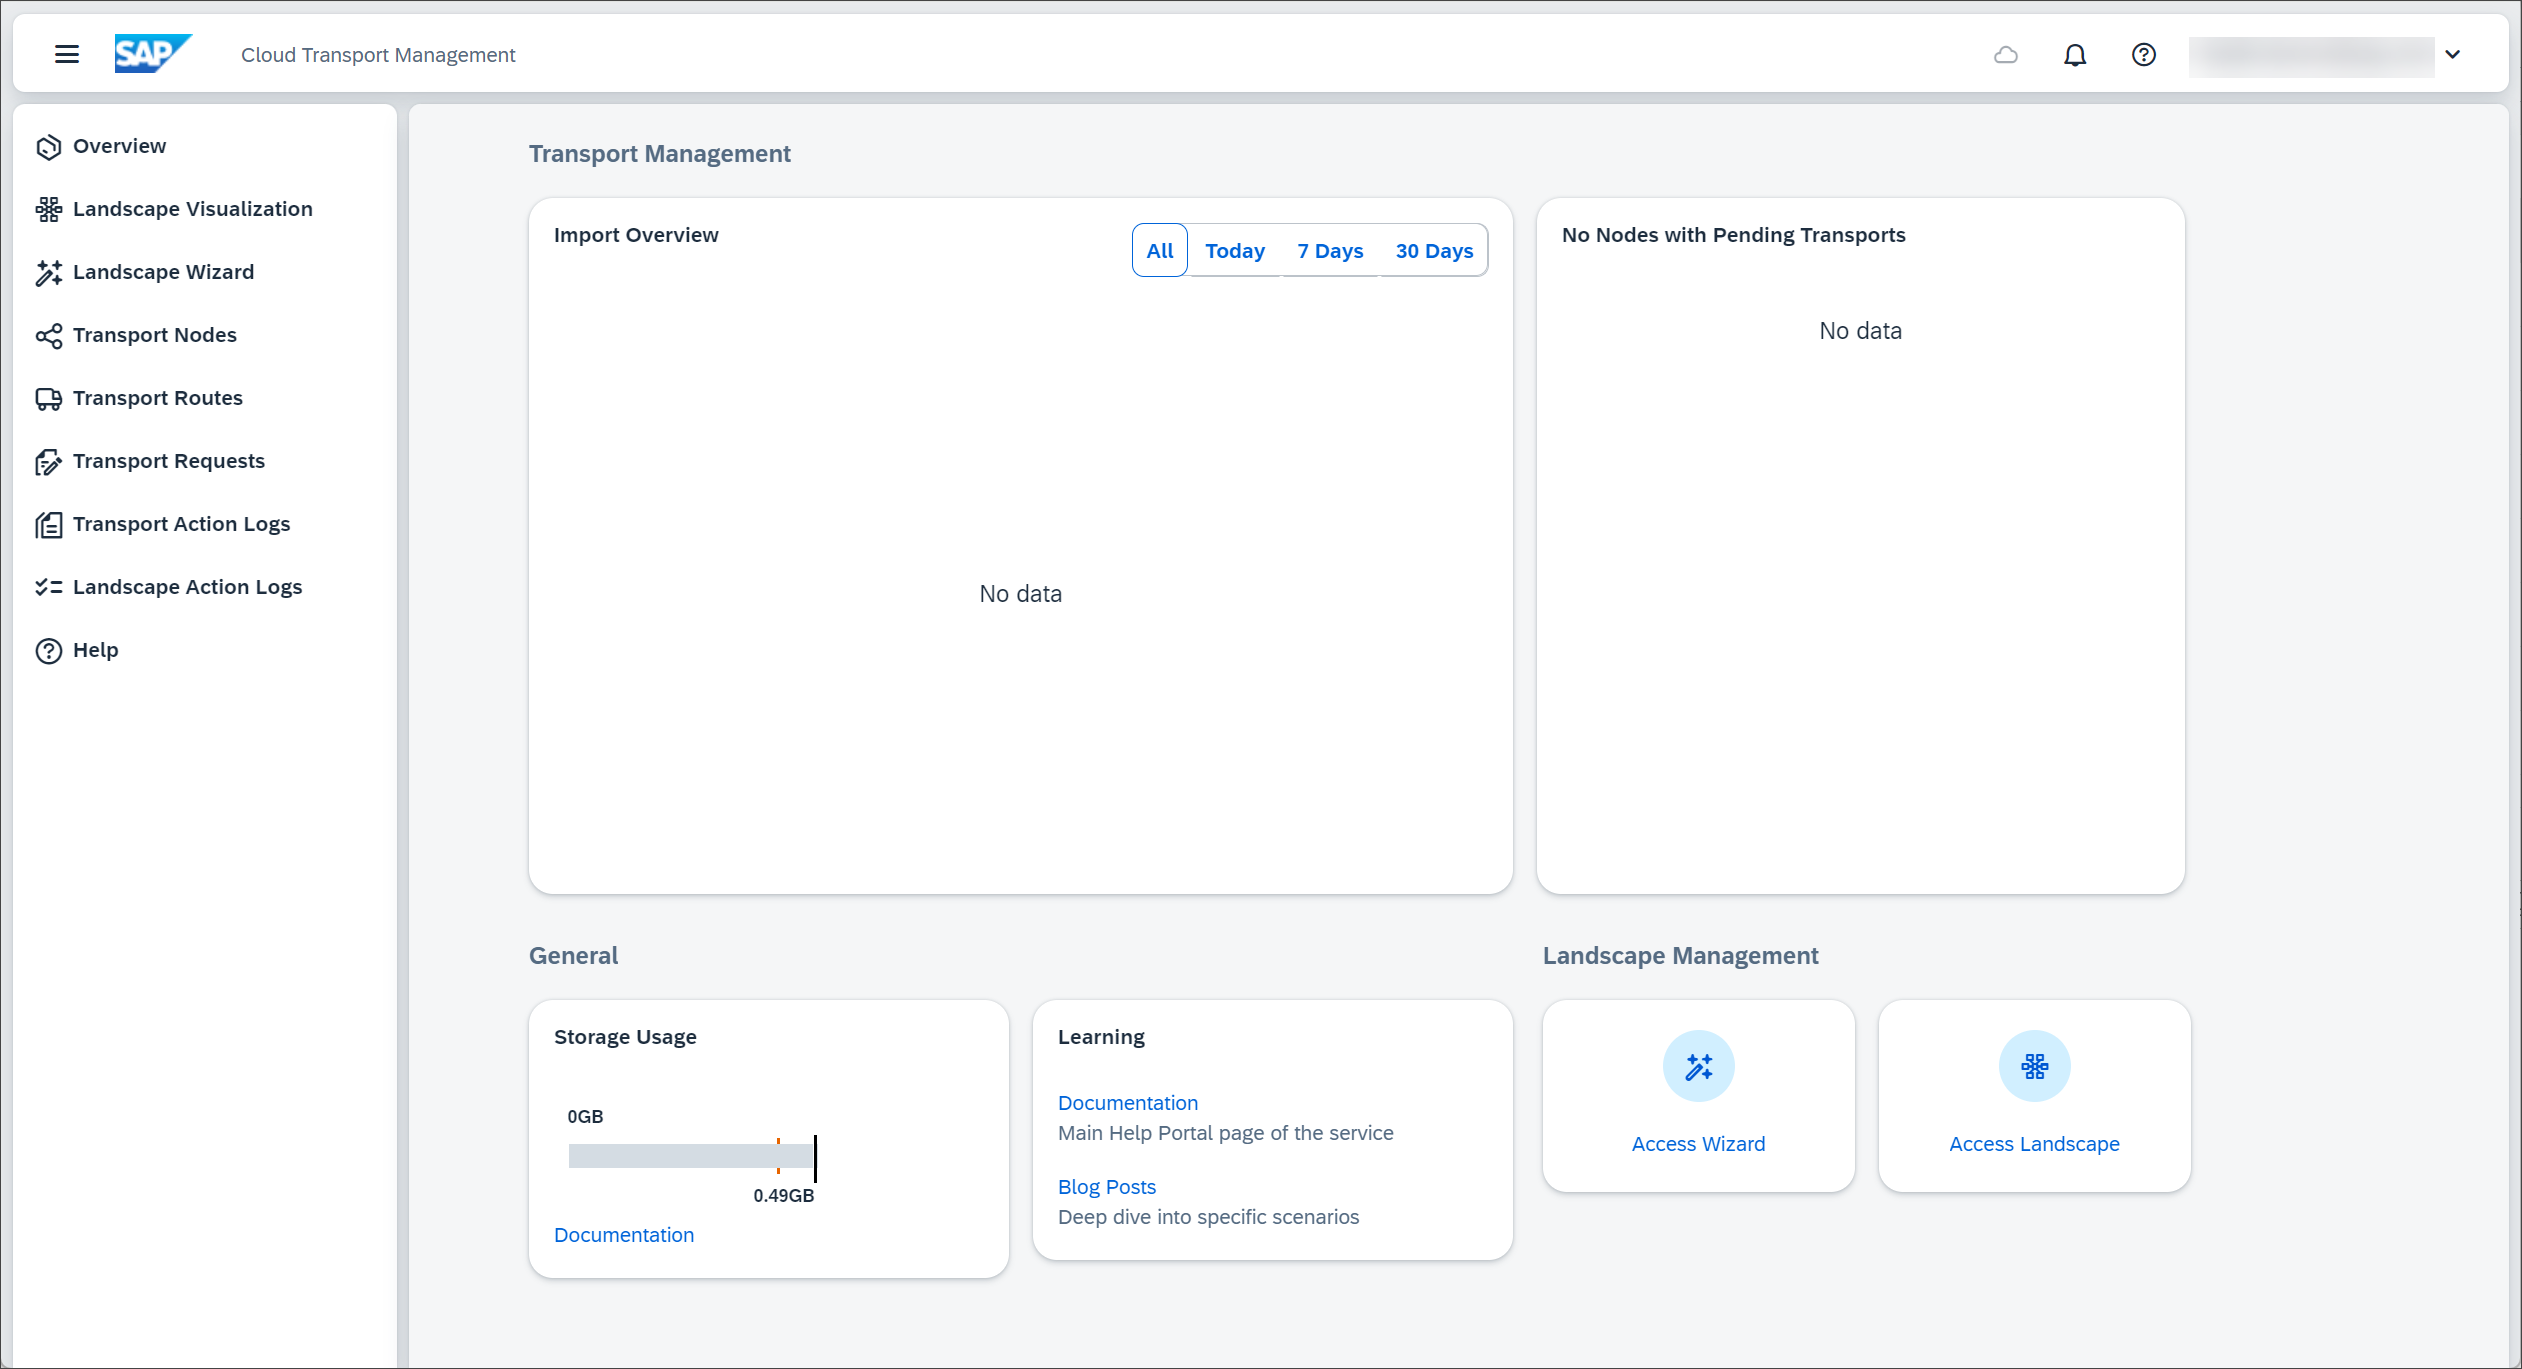 SAP
Cloud Transport Management
Overview
Landscape Visualization
Landscape Wizard
Transport Nodes
Transport Routes
Transport Requests
Transport Action Logs
Landscape Action Logs
Help
Transport Management
Import Overview
All Today 7 Days 30 Days
No data
No Nodes with Pending Transports
No data
General
Storage Usage
0GB
0.49GB
Documentation
Learning
Documentation
Main Help Portal page of the service
Blog Posts
Deep dive into specific scenarios
Landscape Management
Access Wizard
Access Landscape